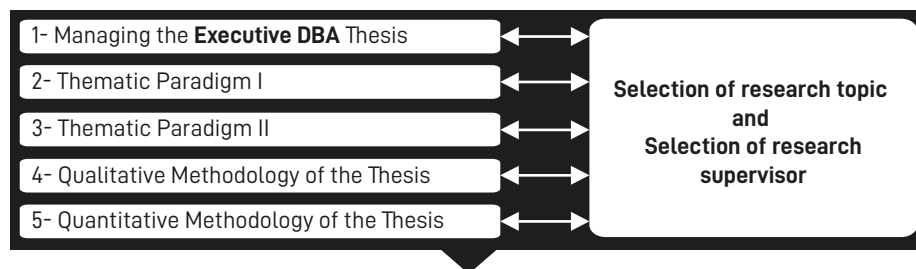 1- Managing the Executive DBA Thesis
2- Thematic Paradigm I
3- Thematic Paradigm II
4- Qualitative Methodology of the Thesis
5- Quantitative Methodology of the Thesis
Selection of research topic
and
Selection of research
supervisor